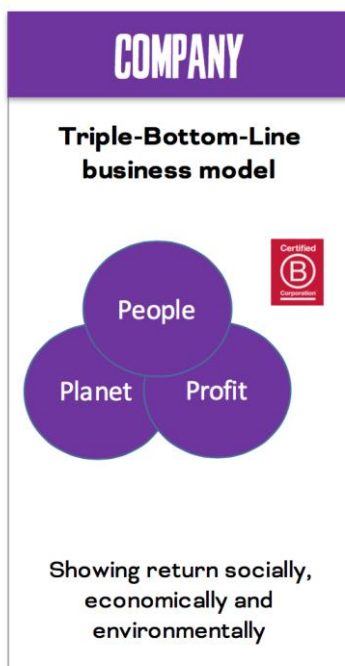 COMPANY
Triple-Bottom-Line
business model
Certified
B
Corporation
People
Planet
Profit
Showing return socially,
economically and
environmentally